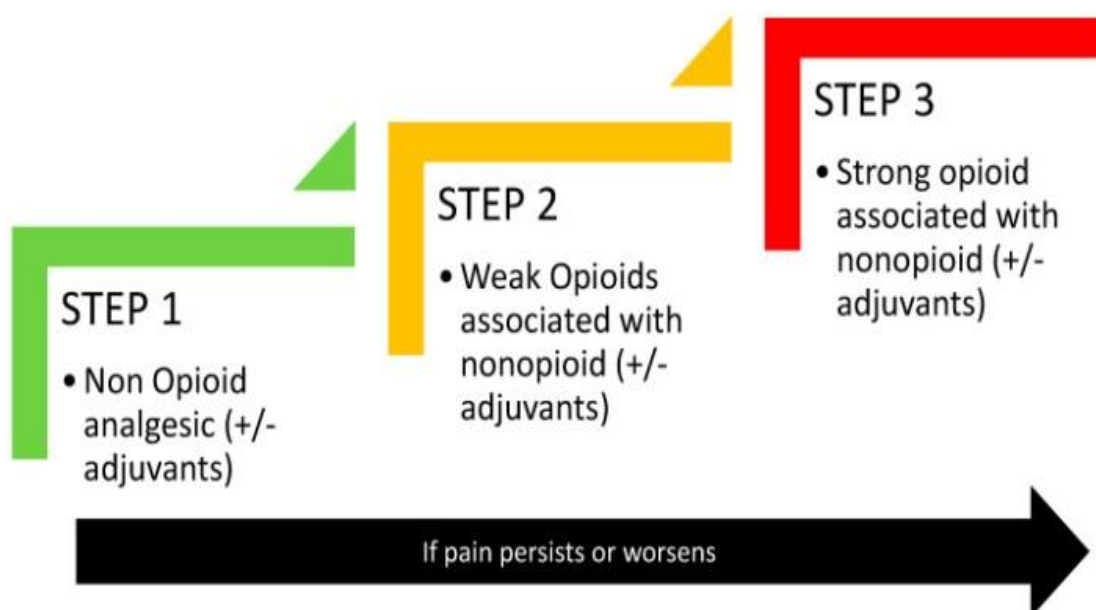 STEP 1
• Non Opioid
analgesic (+/-
adjuvants)
STEP 2
• Weak Opioids
associated with
nonopioid (+/-
adjuvants)
STEP 3
• Strong opioid
associated with
nonopioid (+/-
adjuvants)
If pain persists or worsens